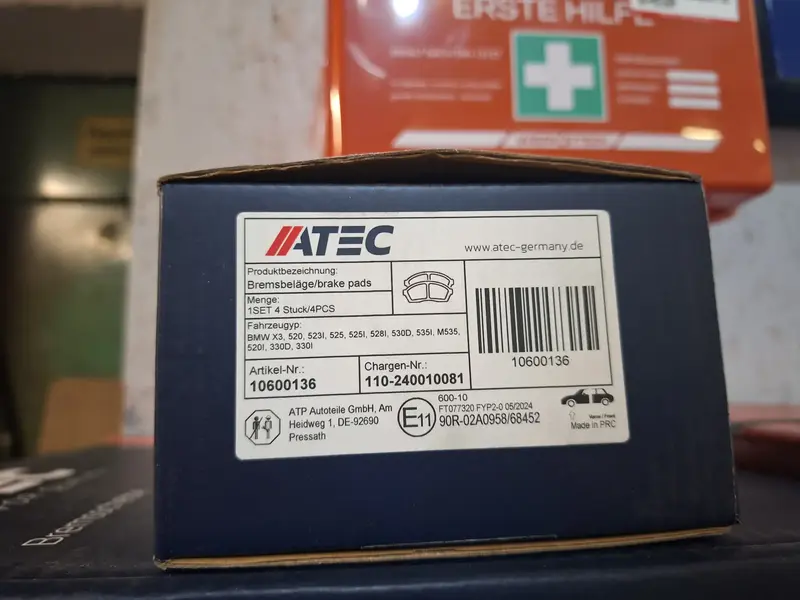 ERSTE HILFE
ATEC
www.atec-germany.de
Produktbezeichnung:
Bremsbeläge/brake pads
Menge:
1SET 4 Stuck/4PCS
Fahrzeugyp:
BMW X3, 520, 523I, 525, 525I, 528I, 530D, 535I, M535,
520I, 330D, 330I
10600136
Artikel-Nr.:
10600136
Chargen-Nr.:
110-240010081
ATP Autoteile GmbH, Am
Heidweg 1, DE-92690
Pressath
E11
600-10
FT077320 FYP2-0 05/2024
90R-02A0958/68452
Made in PRC